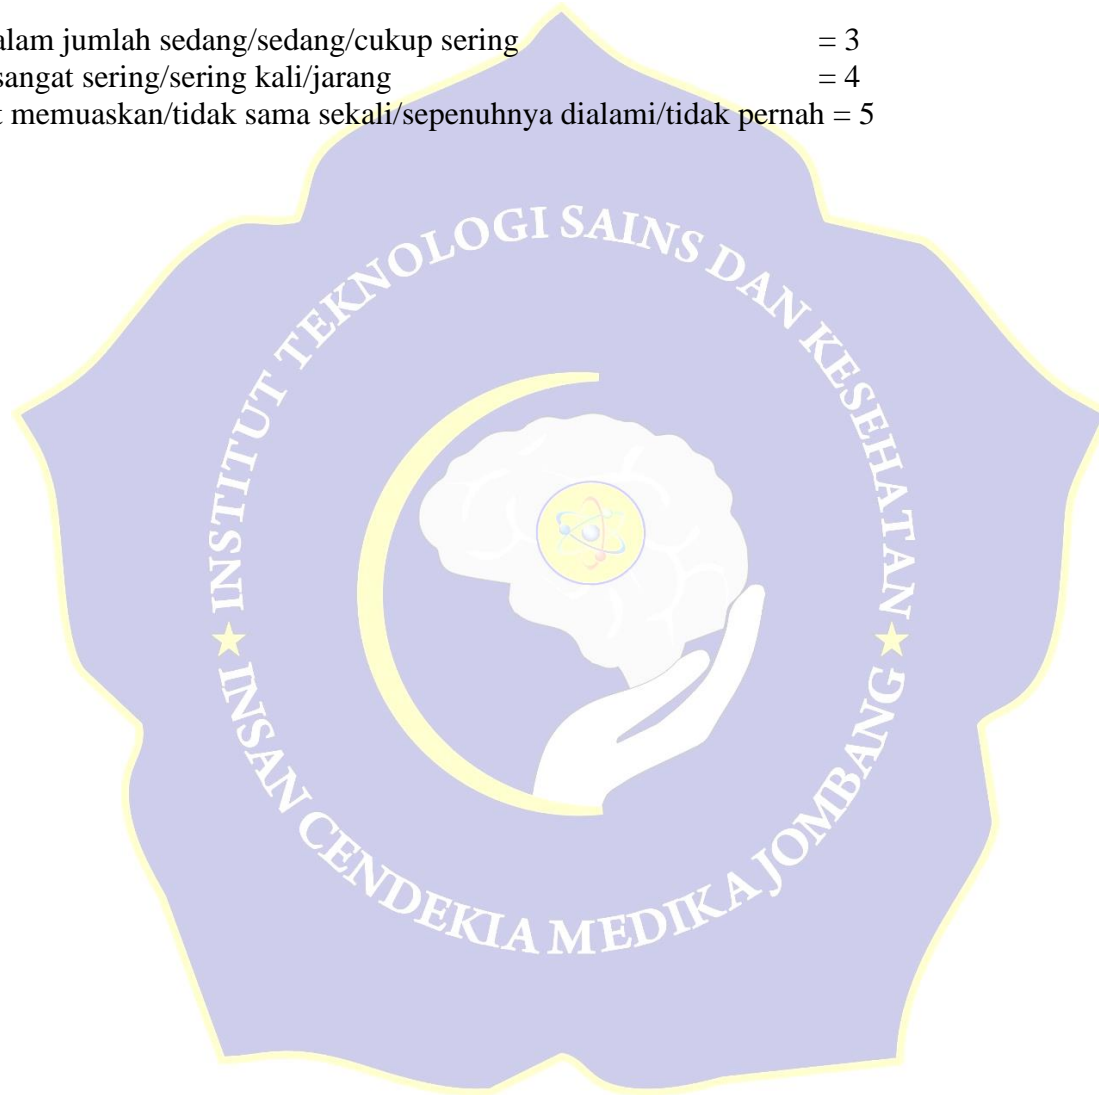 alam jumlah sedang/sedang/cukup sering = 3
sangat sering/sering kali/jarang = 4
memuaskan/tidak sama sekali/sepenuhnya dialami/tidak pernah = 5
INSTITUT TEKNOLOGI SAINS DAN KESEHATAN
INSAN CENDEKIA MEDIKA JOMBANG